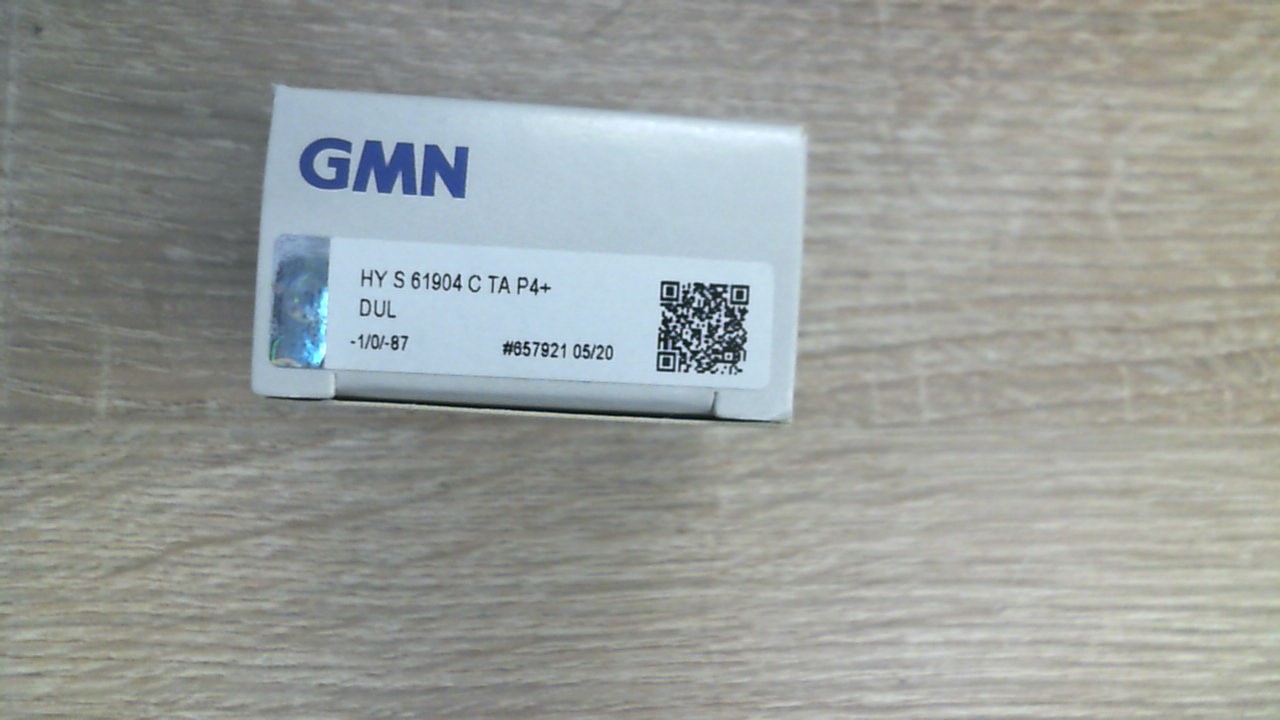 GMN
HY S 61904 C TA P4+
DUL
-1/0/-87 #657921 05/20